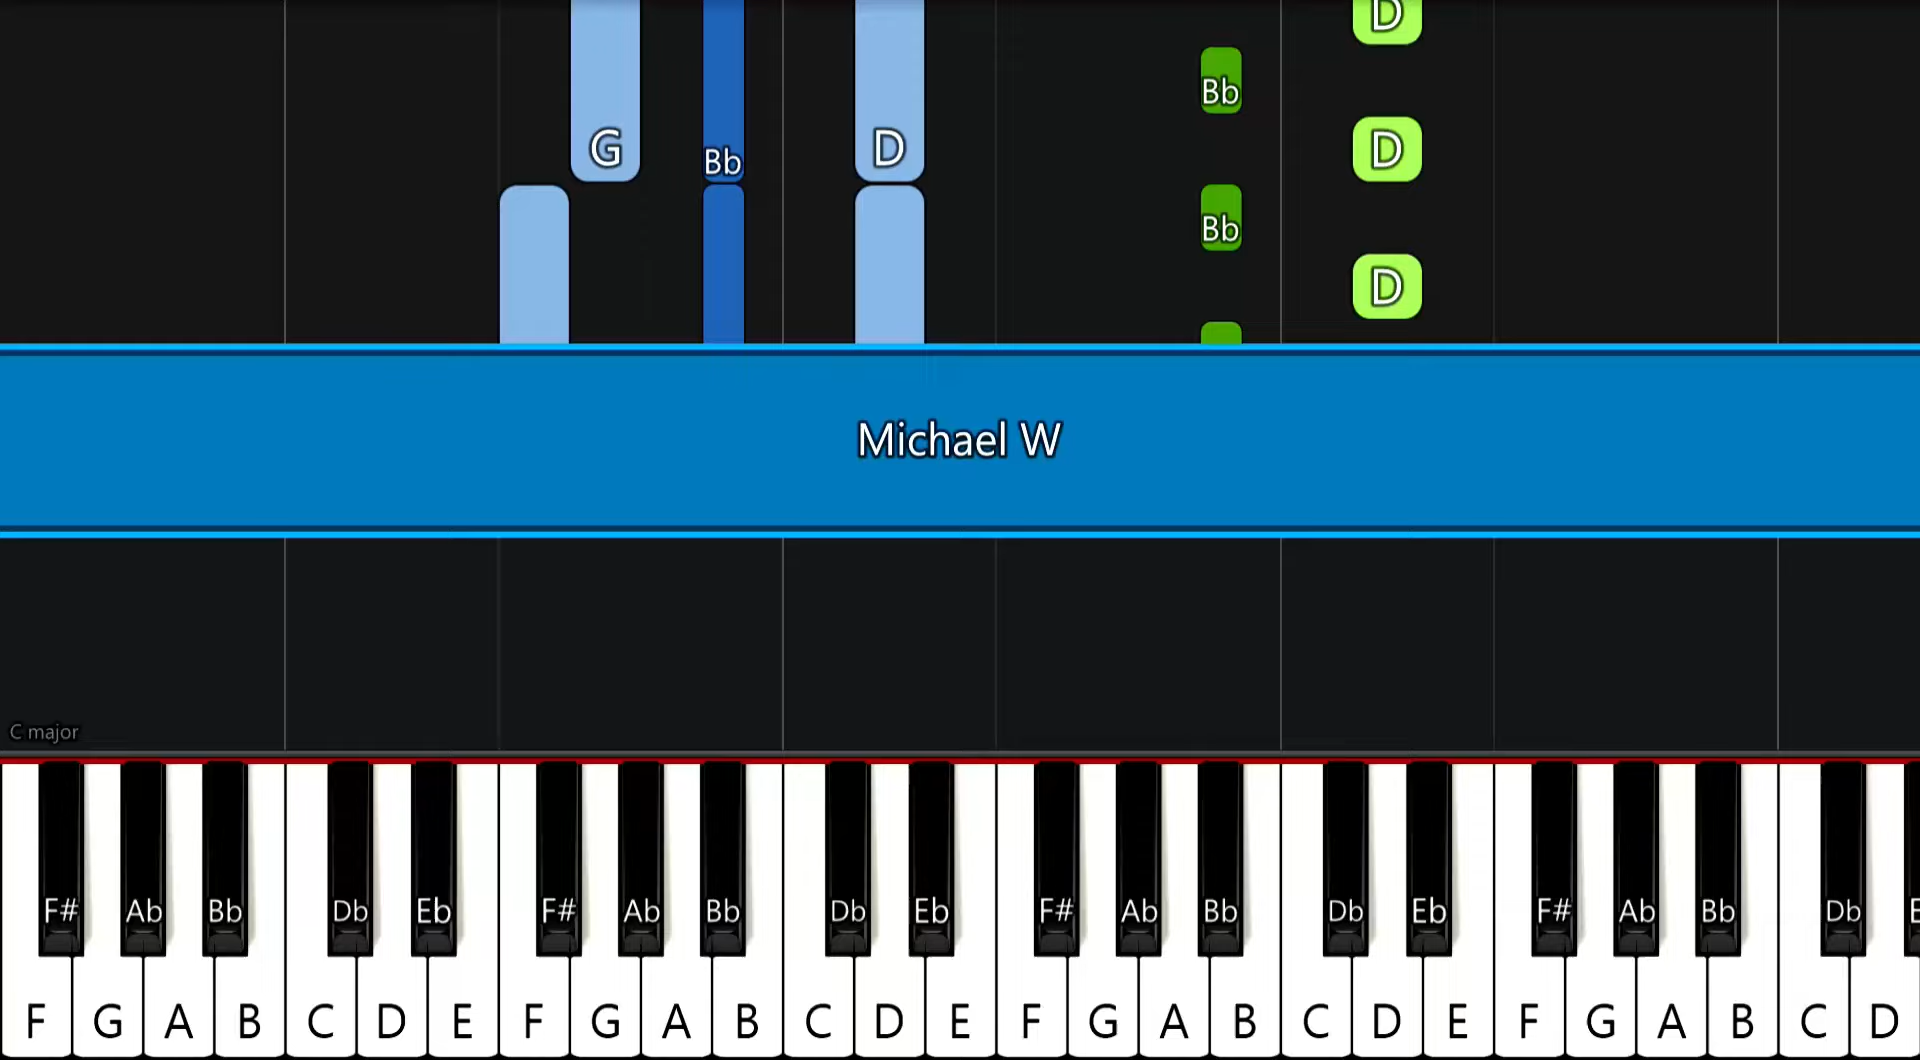 D
Bb
G Bb D D
Bb
D
Michael W
C major
F# Ab Bb Db Eb F# Ab Bb Db Eb F# Ab Bb Db Eb F# Ab Bb Db
F G A B C D E F G A B C D E F G A B C D E F G A B C D